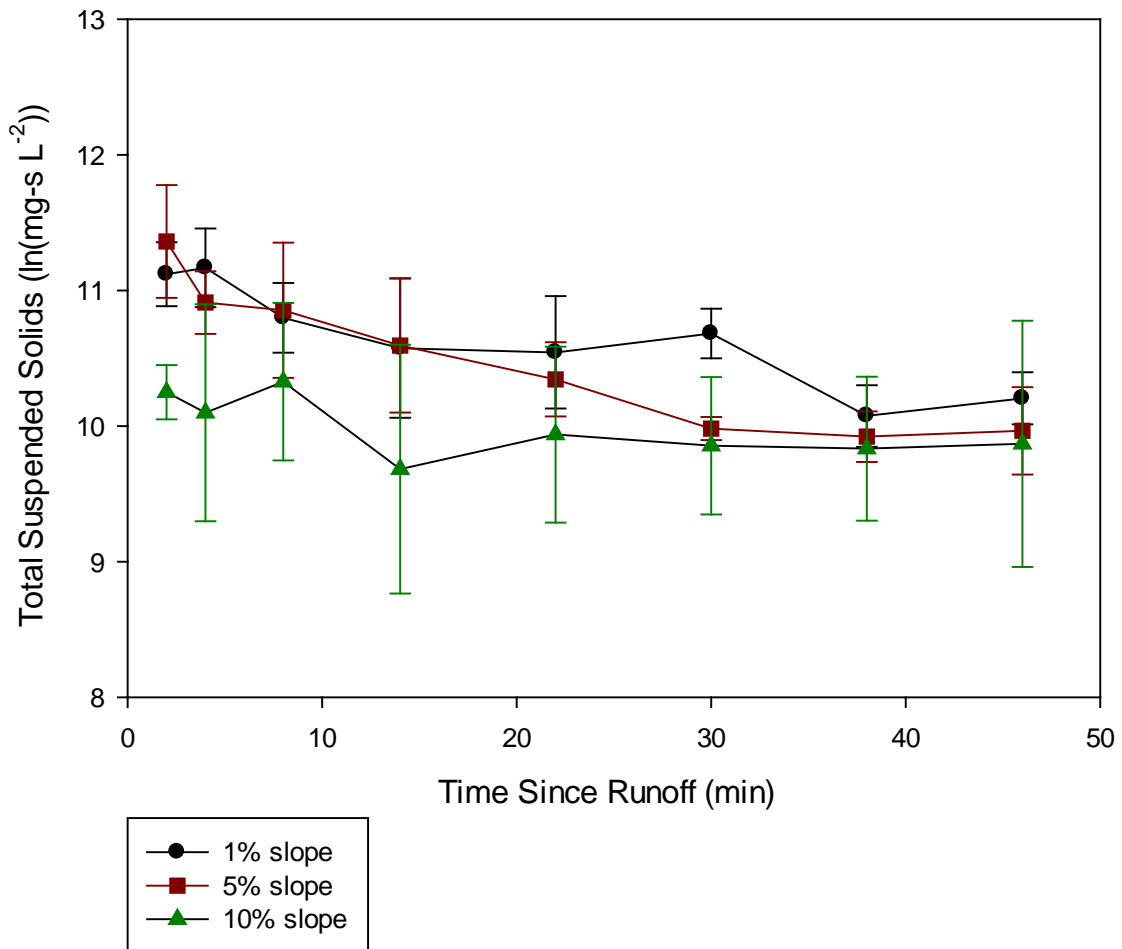 Total Suspended Solids (ln(mg-s L⁻²))
13
12
11
10
9
8
0 10 20 30 40 50
Time Since Runoff (min)
1% slope
5% slope
10% slope